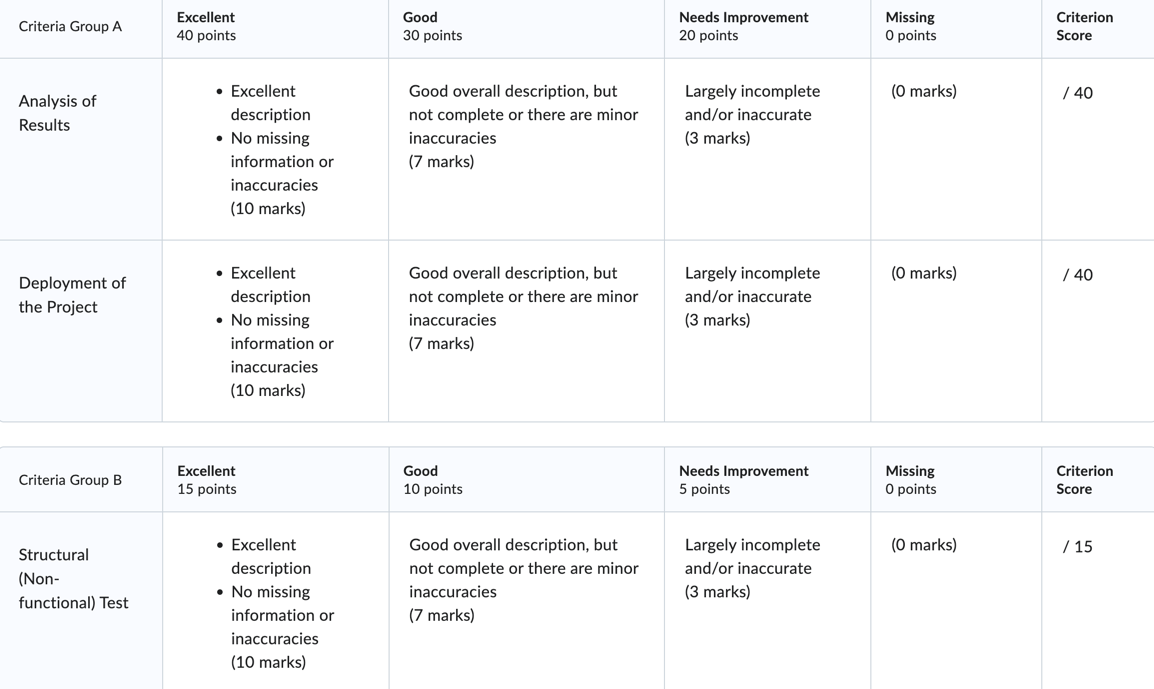 Criteria Group A
Excellent
40 points
Good
30 points
Needs Improvement
20 points
Missing
0 points
Criterion
Score
Analysis of
Results
• Excellent
description
• No missing
information or
inaccuracies
(10 marks)
Good overall description, but
not complete or there are minor
inaccuracies
(7 marks)
Largely incomplete
and/or inaccurate
(3 marks)
(0 marks)
/ 40
Deployment of
the Project
• Excellent
description
• No missing
information or
inaccuracies
(10 marks)
Good overall description, but
not complete or there are minor
inaccuracies
(7 marks)
Largely incomplete
and/or inaccurate
(3 marks)
(0 marks)
/ 40
Criteria Group B
Excellent
15 points
Good
10 points
Needs Improvement
5 points
Missing
0 points
Criterion
Score
Structural
(Non-
functional) Test
• Excellent
description
• No missing
information or
inaccuracies
(10 marks)
Good overall description, but
not complete or there are minor
inaccuracies
(7 marks)
Largely incomplete
and/or inaccurate
(3 marks)
(0 marks)
/ 15